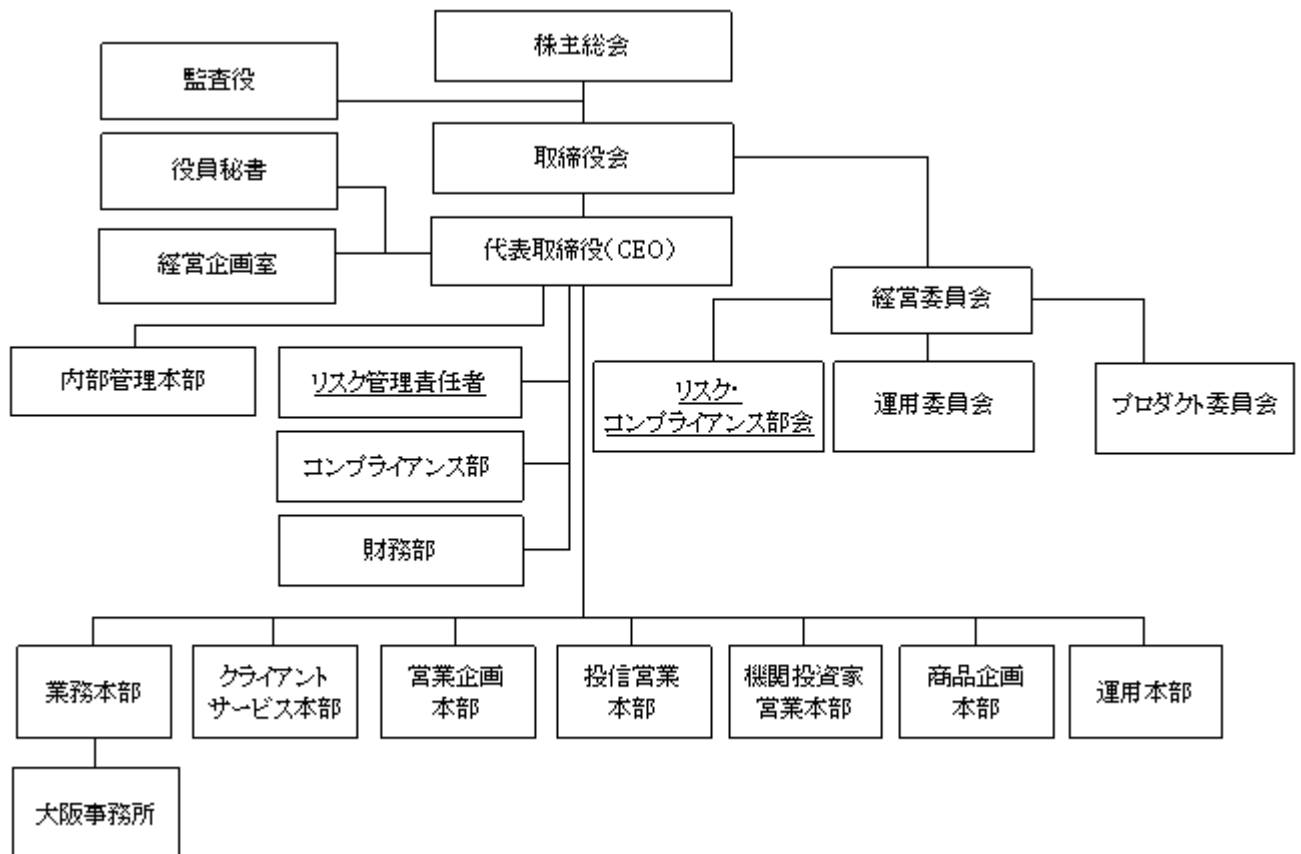 株主総会
監査役
取締役会
役員秘書
代表取締役(CEO)
経営企画室
経営委員会
内部管理本部
リスク管理責任者
リスク・
コンプライアンス部会
運用委員会
プロダクト委員会
コンプライアンス部
財務部
業務本部
クライアント
サービス本部
営業企画
本部
投信営業
本部
機関投資家
営業本部
商品企画
本部
運用本部
大阪事務所